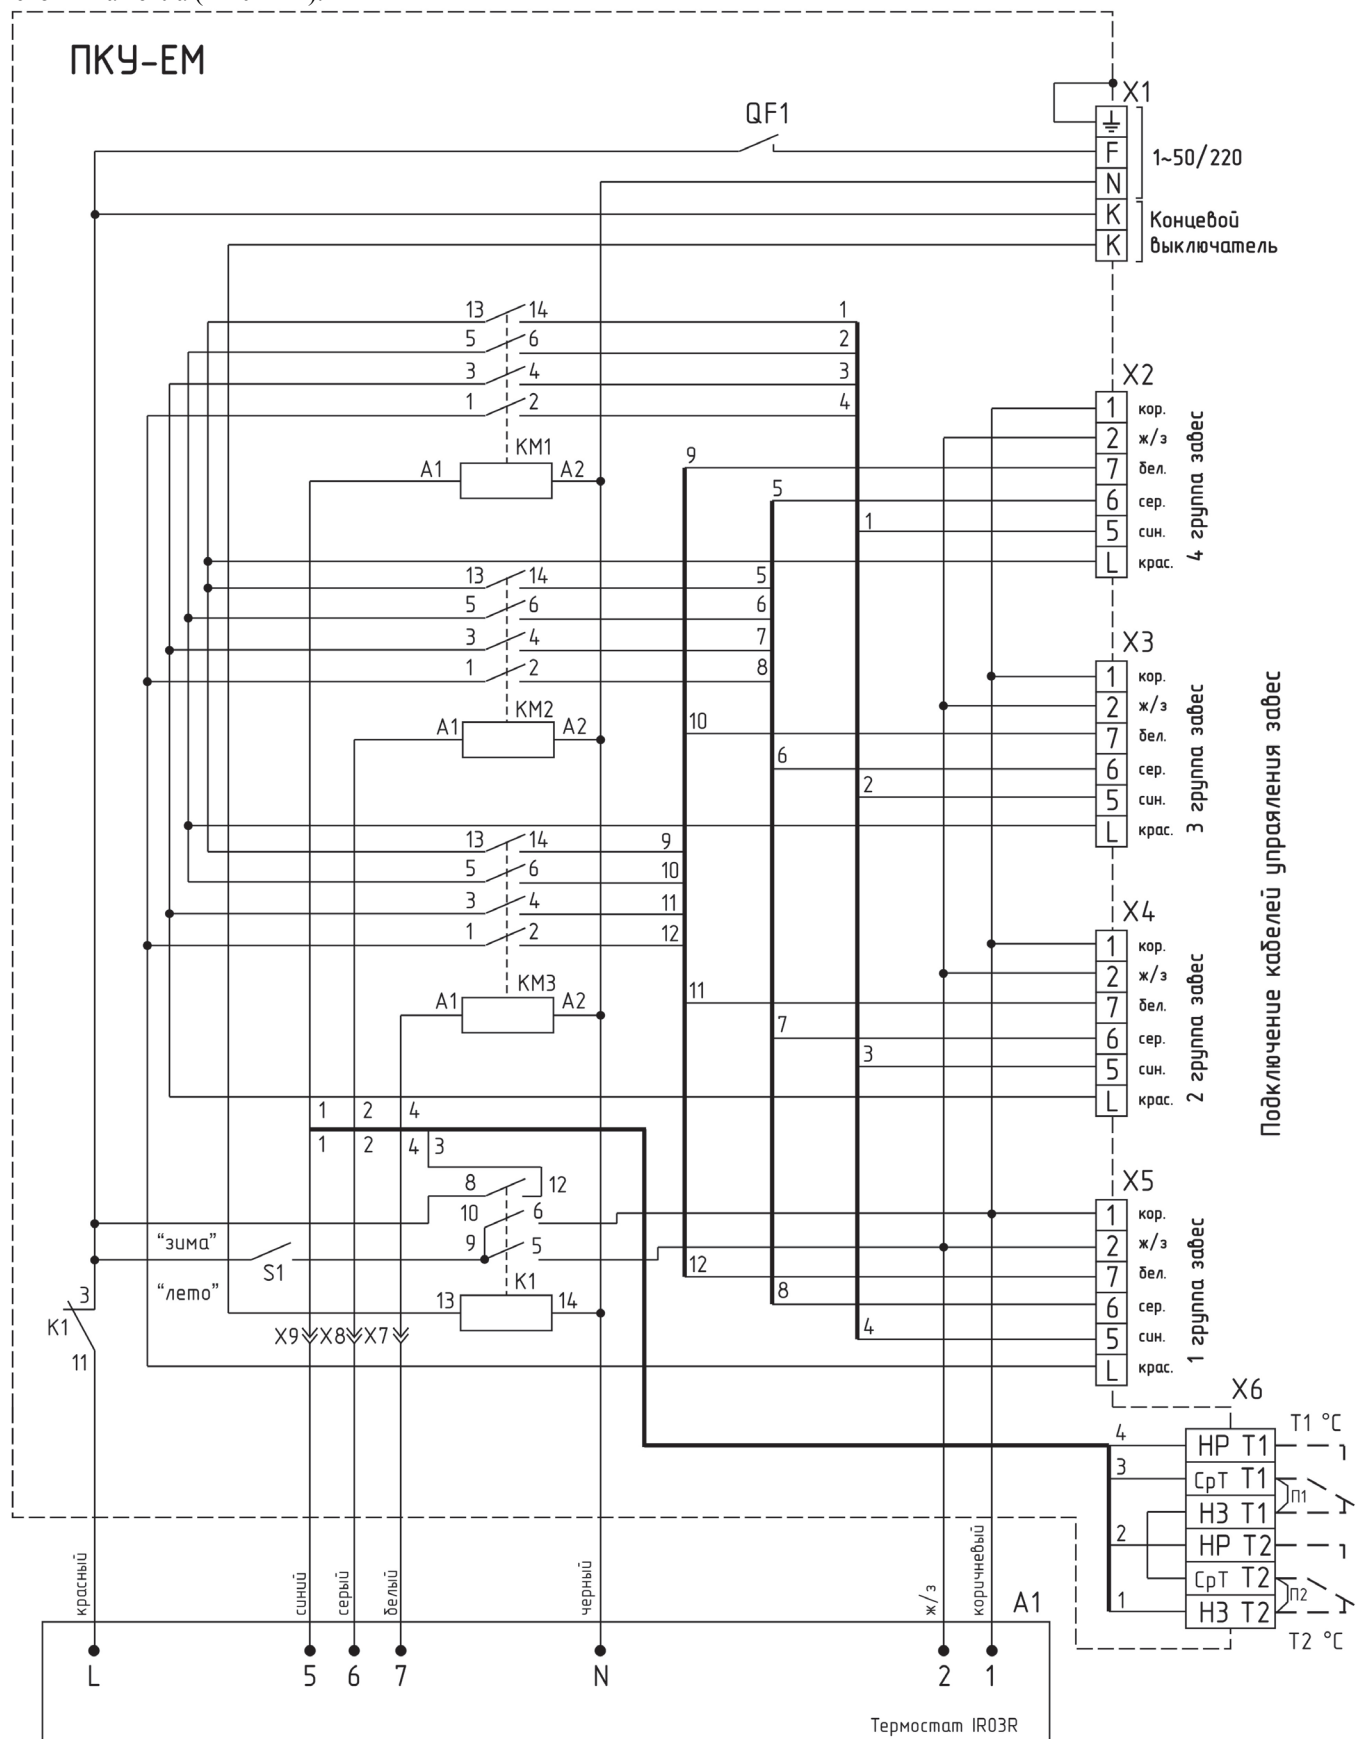 ПКУ-ЕМ
QF1
X1
F
N
K
K
1~50/220
Концевой
выключатель
13 14 1
5 6 2
3 4 3
1 2 4
KM1
A1 A2
X2
1 кор.
2 ж/з
7 бел.
6 сер.
5 син.
L крас.
4 группа завес
9
5
1
13 14 5
5 6 6
3 4 7
1 2 8
KM2
A1 A2
X3
1 кор.
2 ж/з
7 бел.
6 сер.
5 син.
L крас.
3 группа завес
10
6
2
Подключение кабелей упраяления завес
13 14 9
5 6 10
3 4 11
1 2 12
KM3
A1 A2
X4
1 кор.
2 ж/з
7 бел.
6 сер.
5 син.
L крас.
2 группа завес
11
7
3
1 2 4
1 2 4 3
8 12
10 6
9 5
"зима"
S1
"лето"
K1
13 14
3
K1
11
X9 X8 X7
X5
1 кор.
2 ж/з
7 бел.
6 сер.
5 син.
L крас.
1 группа завес
12
8
4
X6
T1 °C
4 НР T1
3 СрТ T1
П1
НЗ T1
2 НР T2
СрТ T2
П2
1 НЗ T2
T2 °C
красный
синий
серый
белый
черный
ж/з
коричневый
A1
L 5 6 7 N 2 1
Термостат IR03R